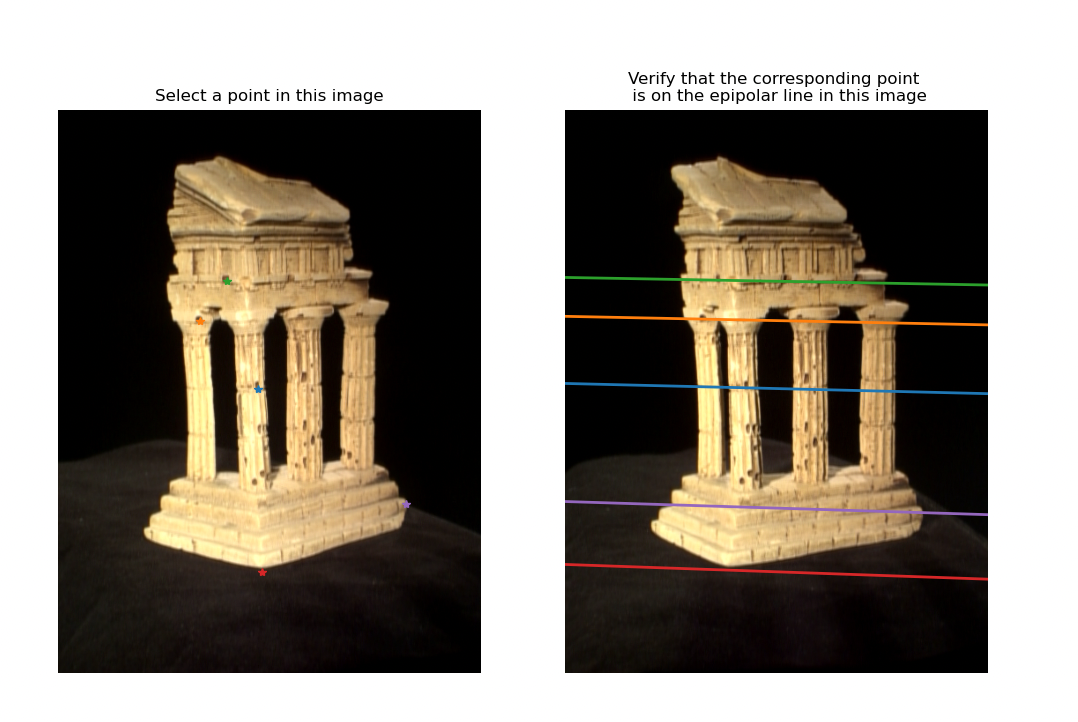 Select a point in this image
Verify that the corresponding point
is on the epipolar line in this image